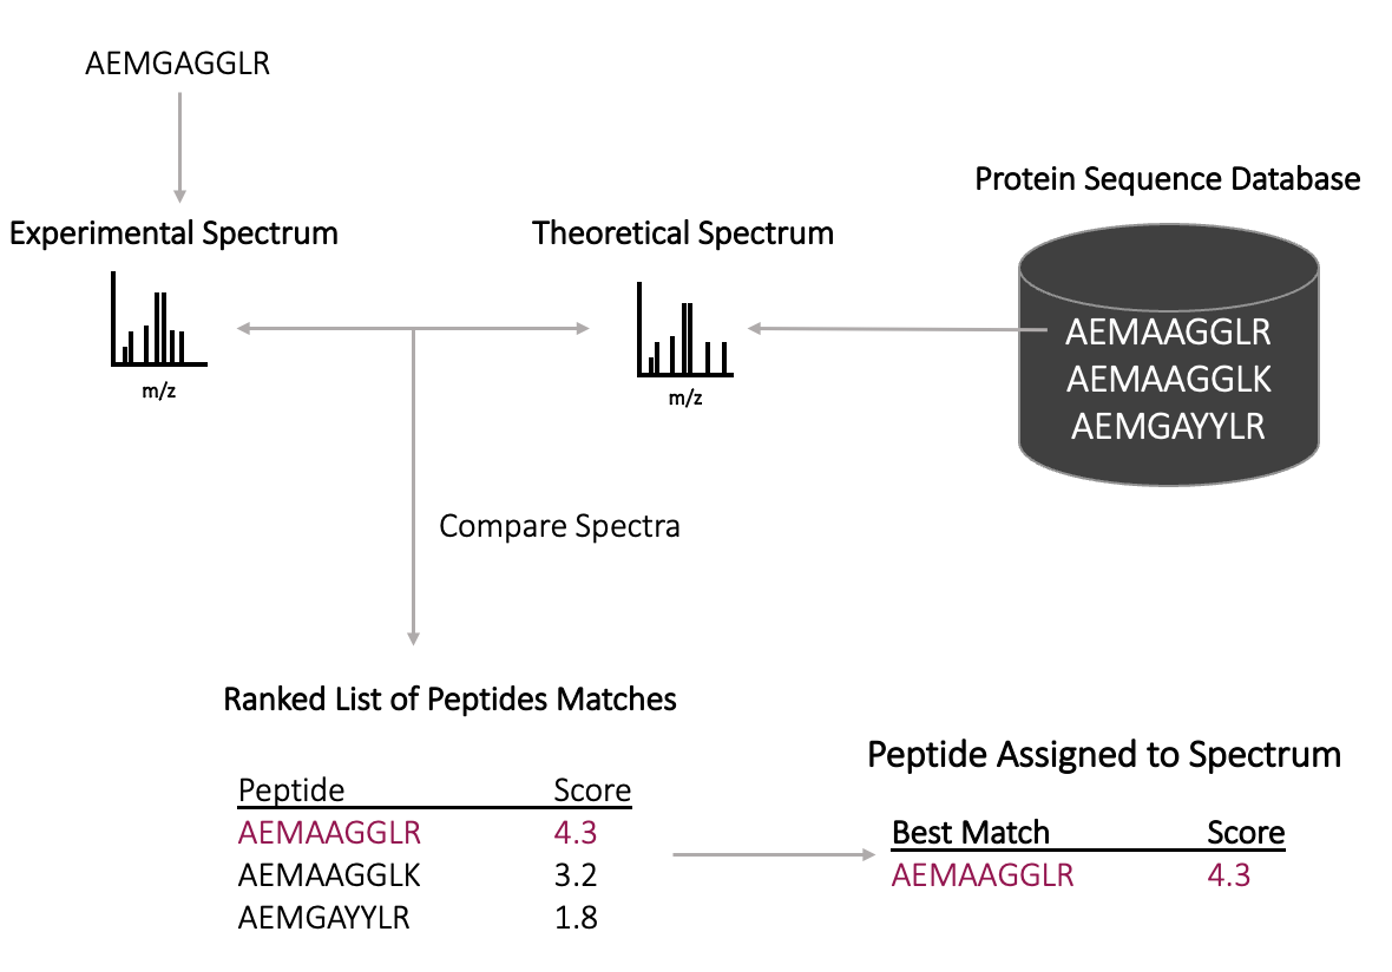 AEMGAGGLR
Protein Sequence Database
Experimental Spectrum
Theoretical Spectrum
AEMAAGGLR
AEMAAGGLK
AEMGAYYLR
m/z
m/z
Compare Spectra
Ranked List of Peptides Matches
Peptide Assigned to Spectrum
Peptide Score
AEMAAGGLR 4.3
AEMAAGGLK 3.2
AEMGAYYLR 1.8
Best Match Score
AEMAAGGLR 4.3